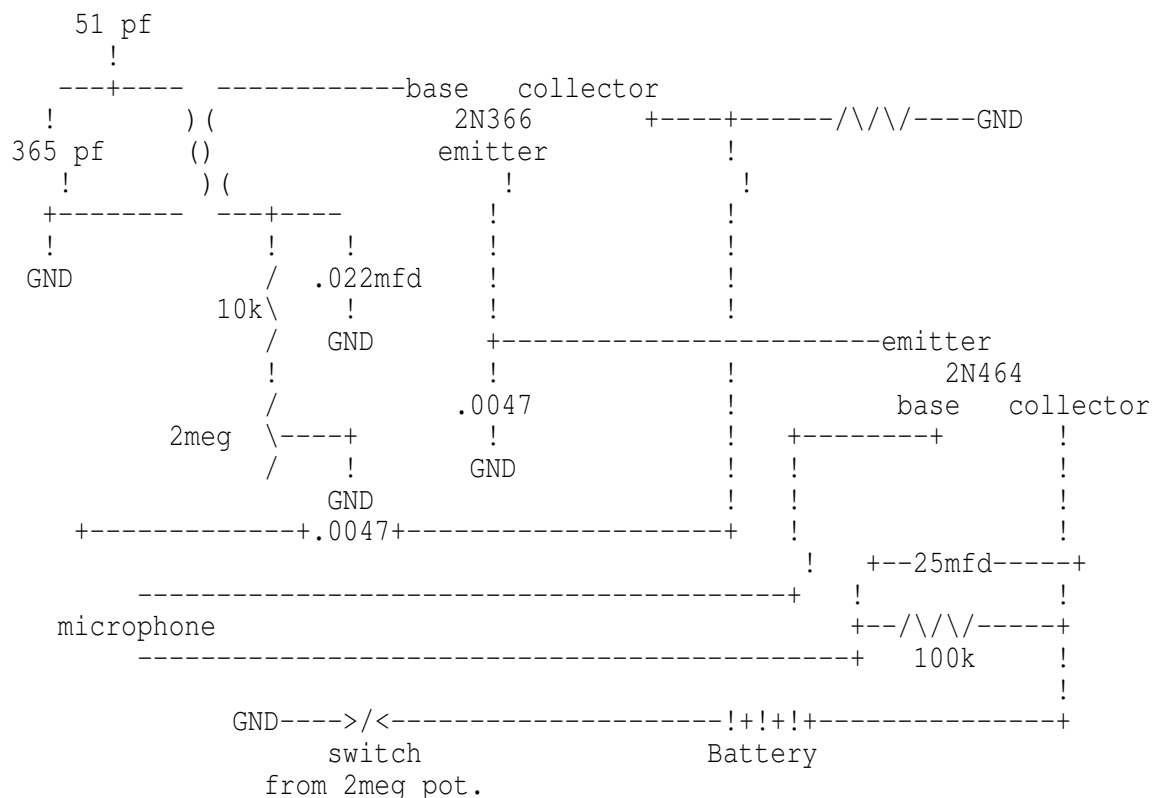 51 pf
!
---+---- ------------base collector
! )( 2N366 +----+------/\/\/----GND
365 pf () emitter !
! )( ! !
+-------- ---+---- ! !
! ! ! ! !
GND / .022mfd ! !
10k\ ! ! !
/ GND +-----------------------emitter
! ! ! 2N464
/ .0047 ! base collector
2meg \----+ ! ! +--------+ !
/ ! GND ! ! !
GND ! ! !
+-------------+.0047+-------------------+ ! !
! +--25mfd-----+
---------------------------------------------+ ! !
microphone +--/\/\/-----+
--------------------------------------------------+ 100k !
!
GND---->/<---------------------!+!+!+---------------+
switch Battery
from 2meg pot.